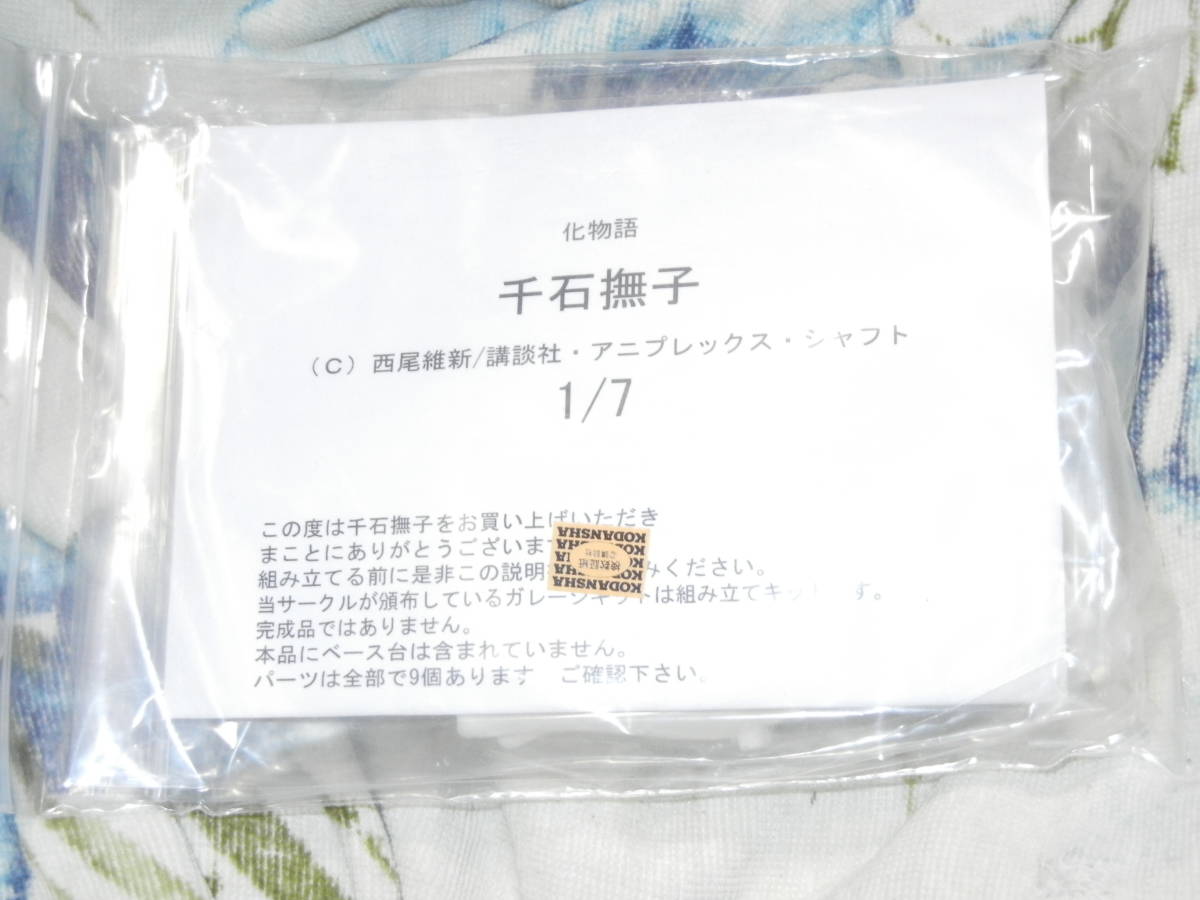 化物語
千石撫子
（C）西尾維新/講談社・アニプレックス・シャフト
1/7
この度は千石撫子をお買い上げいただき
まことにありがとうございま
組み立てる前に是非この説明 みください。
当サークルが頒布しているガレージキットは組み立てキッ す。
完成品ではありません。
本品にベース台は含まれていません。
パーツは全部で9個あります ご確認下さい。
KODANSHA
KODANSHA
KODANSHA
KODANSHA